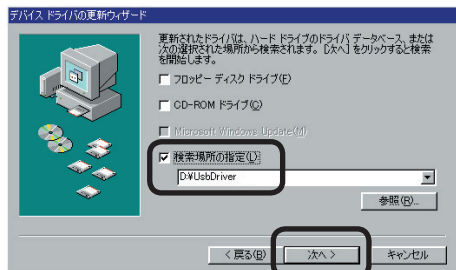 デバイス ドライバの更新ウィザード
更新されたドライバは、ハード ドライブのドライバ データベース、または
次の選択された場所から検索されます。[次へ] をクリックすると検索
を開始します。
フロッピー ディスク ドライブ(F)
CD-ROM ドライブ(C)
Microsoft Windows Update(M)
検索場所の指定(L)
D:¥UsbDriver
参照(R)...
< 戻る(B)
次へ >
キャンセル